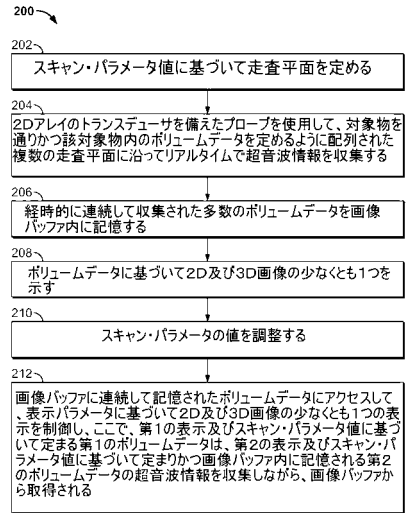 200
202
スキャン・パラメータ値に基づいて走査平面を定める
204
2Dアレイのトランスデューサを備えたプローブを使用して、対象物を
通りかつ該対象物内のボリュームデータを定めるように配列された
複数の走査平面に沿ってリアルタイムで超音波情報を収集する
206
経時的に連続して収集された多数のボリュームデータを画像
バッファ内に記憶する
208
ボリュームデータに基づいて2D及び3D画像の少なくとも1つを
示す
210
スキャン・パラメータの値を調整する
212
画像バッファに連続して記憶されたボリュームデータにアクセスして
、表示パラメータに基づいて2D及び3D画像の少なくとも1つの表
示を制御し、ここで、第1の表示及びスキャン・パラメータ値に基づ
いて定まる第1のボリュームデータは、第2の表示及びスキャン・パ
ラメータ値に基づいて定まりかつ画像バッファ内に記憶される第2
のボリュームデータの超音波情報を収集しながら、画像バッファか
ら取得される